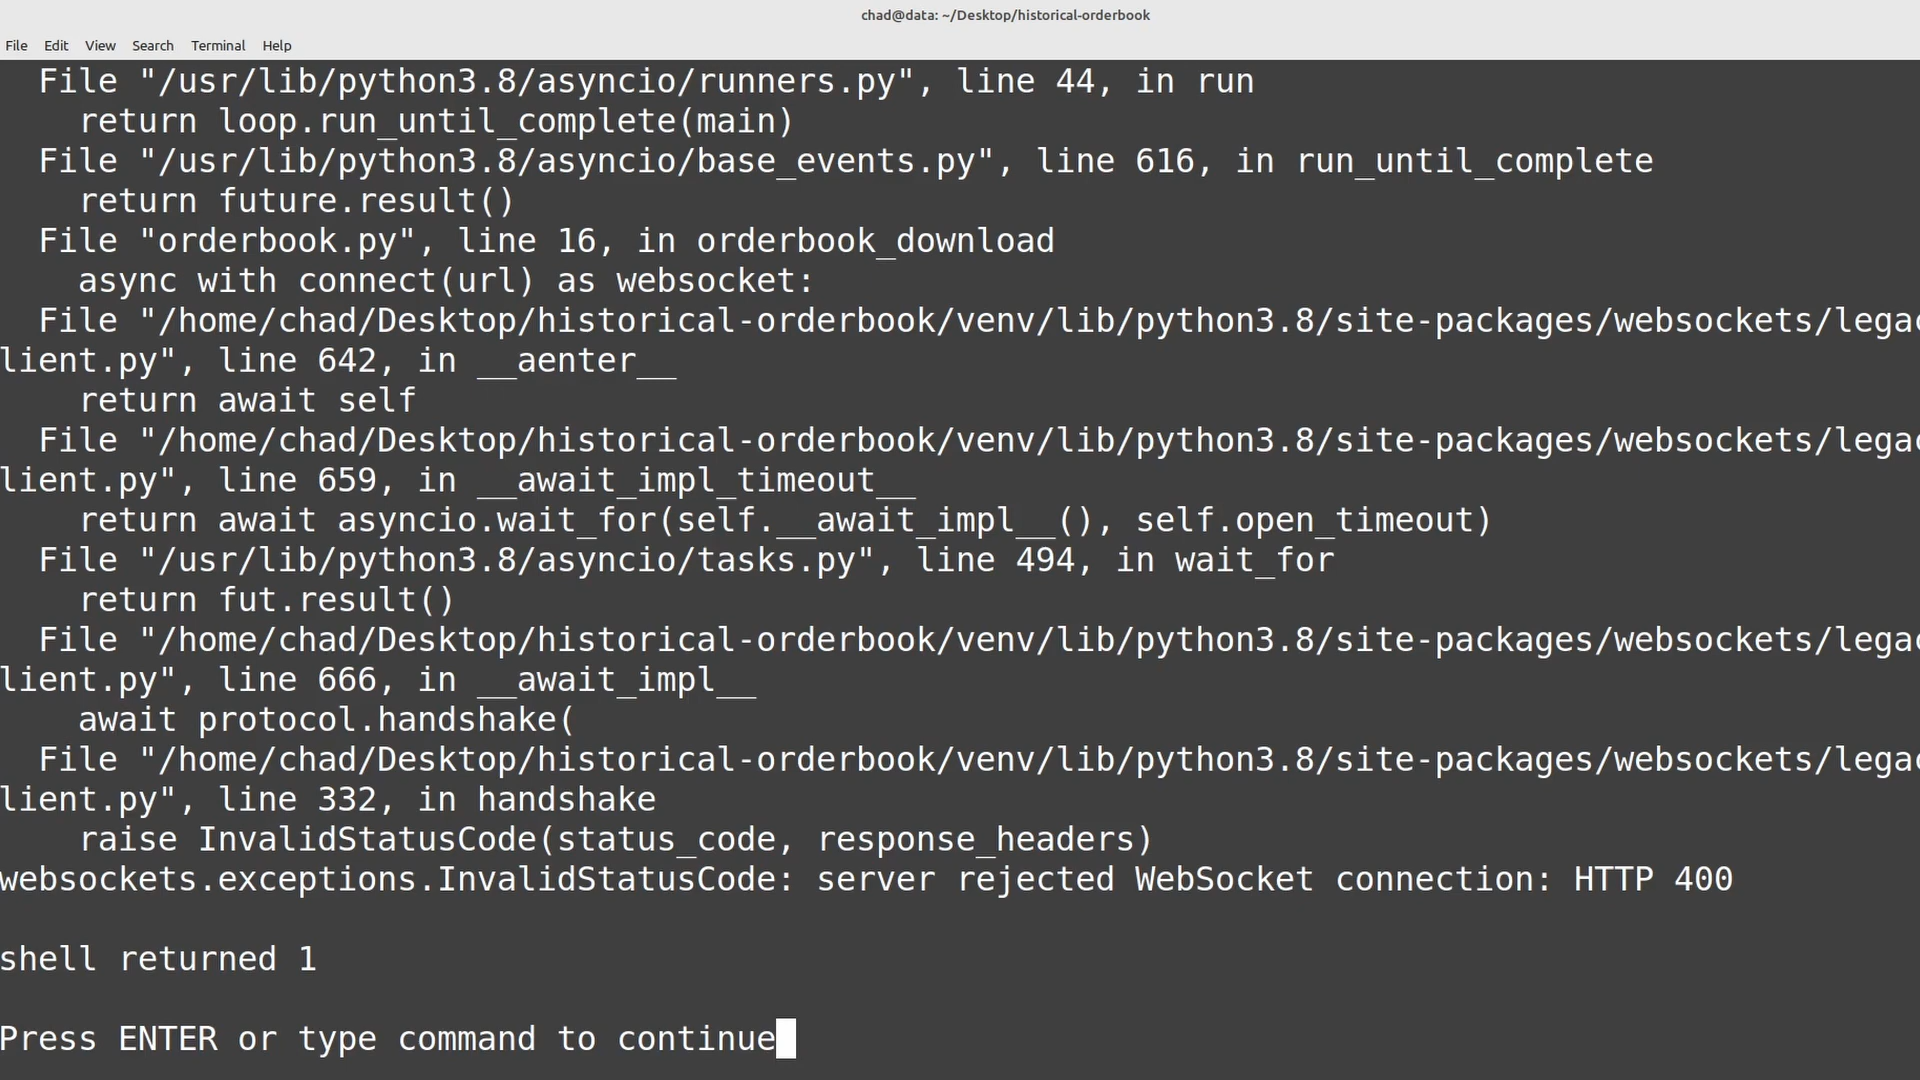 chad@data: ~/Desktop/historical-orderbook
File Edit View Search Terminal Help
  File "/usr/lib/python3.8/asyncio/runners.py", line 44, in run
    return loop.run_until_complete(main)
  File "/usr/lib/python3.8/asyncio/base_events.py", line 616, in run_until_complete
    return future.result()
  File "orderbook.py", line 16, in orderbook_download
    async with connect(url) as websocket:
  File "/home/chad/Desktop/historical-orderbook/venv/lib/python3.8/site-packages/websockets/legac
lient.py", line 642, in __aenter__
    return await self
  File "/home/chad/Desktop/historical-orderbook/venv/lib/python3.8/site-packages/websockets/legac
lient.py", line 659, in __await_impl_timeout__
    return await asyncio.wait_for(self.__await_impl__(), self.open_timeout)
  File "/usr/lib/python3.8/asyncio/tasks.py", line 494, in wait_for
    return fut.result()
  File "/home/chad/Desktop/historical-orderbook/venv/lib/python3.8/site-packages/websockets/legac
lient.py", line 666, in __await_impl__
    await protocol.handshake(
  File "/home/chad/Desktop/historical-orderbook/venv/lib/python3.8/site-packages/websockets/legac
lient.py", line 332, in handshake
    raise InvalidStatusCode(status_code, response_headers)
websockets.exceptions.InvalidStatusCode: server rejected WebSocket connection: HTTP 400
shell returned 1
Press ENTER or type command to continue